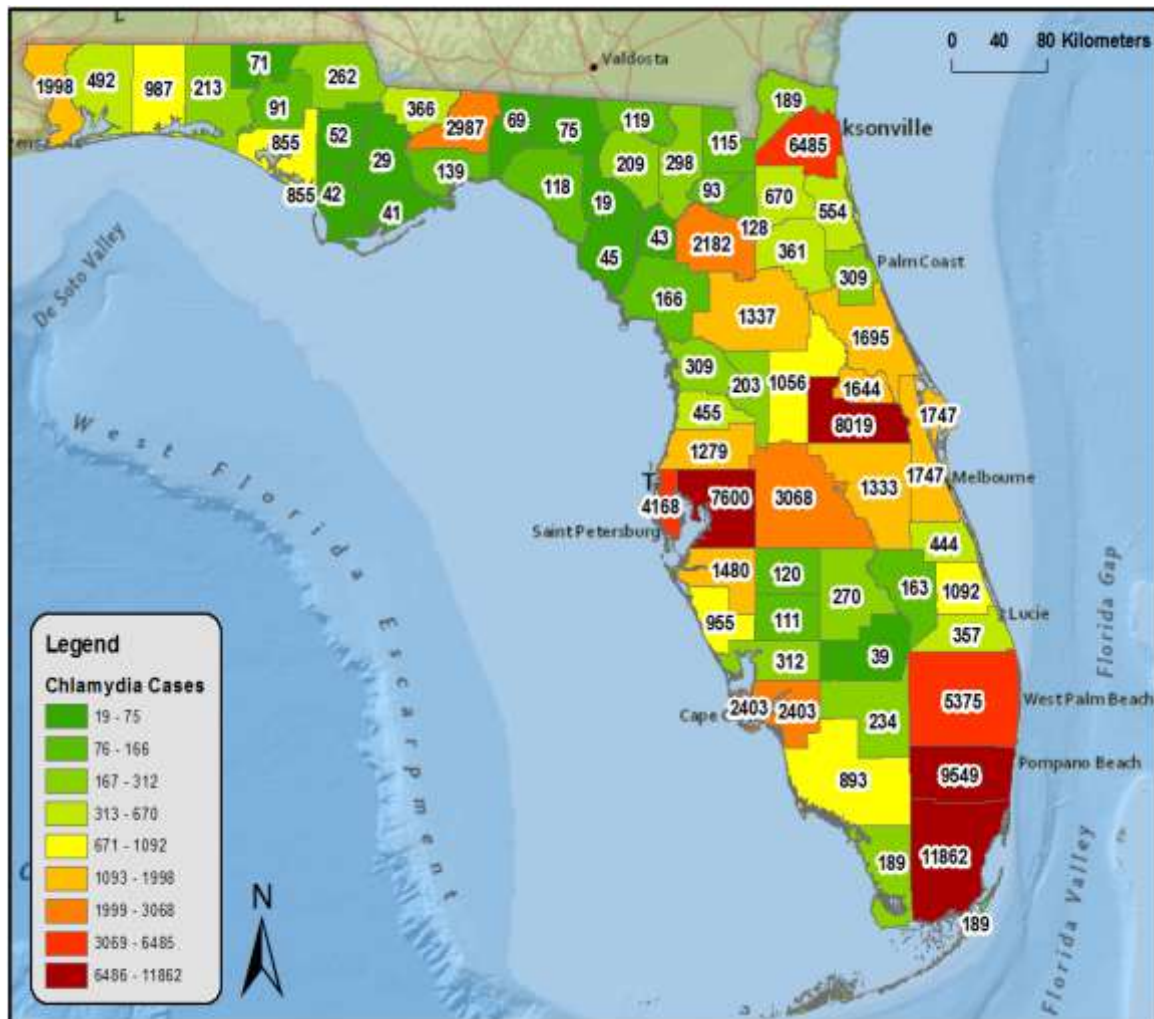 L
Valdosta
0 40 80 Kilometers
71
262
492
1998
987
213
189
91
366
119
ksonville
69
75
115
6485
52
2987
855
209
298
29
139
118
93
670
855
42
19
554
41
128
43
2182
361
45
Palm Coast
309
De Soto Valley
166
1337
1695
309
203
1056
1644
455
1747
8019
1279
T
7600
3068
1333
1747
Melbourne
4168
Saint Petersburg
444
West Florida Escarpment
1480
120
270
163
1092
955
111
Lucie
357
312
39
Florida Gap
2403
2403
5375
West Palm Beach
Cape C
234
Pompano Beach
893
9549
189
11862
189
Florida Valley
Legend
Chlamydia Cases
19 - 75
76 - 166
167 - 312
313 - 670
671 - 1092
1093 - 1998
1999 - 3068
3069 - 6485
6486 - 11862
N